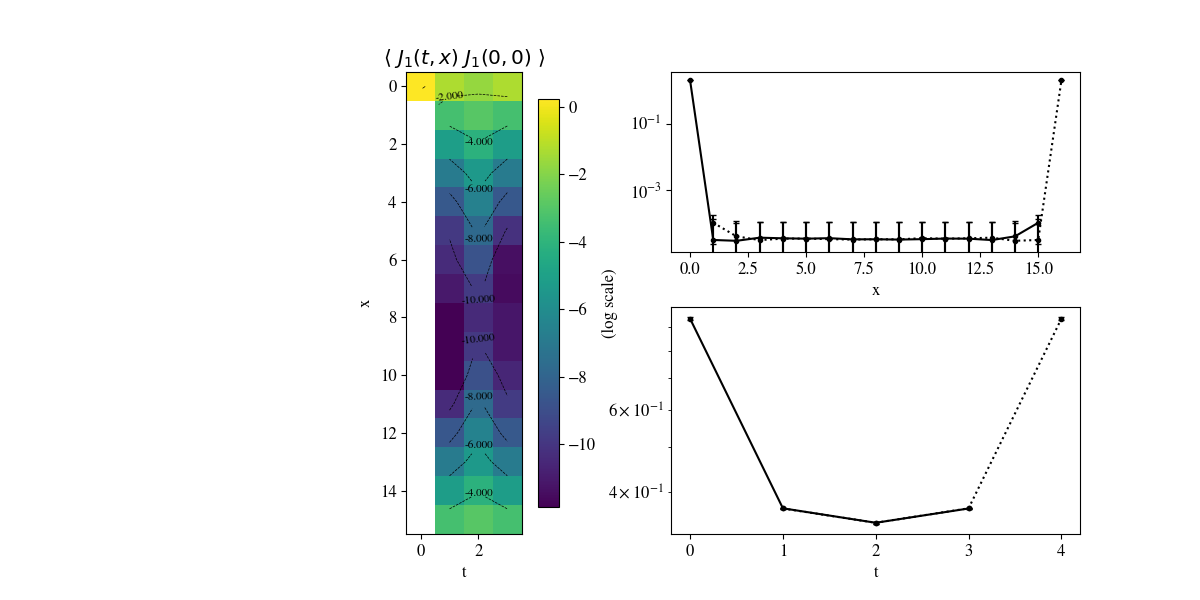 ⟨ J₁(t, x) J₁(0, 0) ⟩
0
2
4
6
8
10
12
14
x
0
2
t
-2.000
-4.000
-6.000
-8.000
-10.000
-10.000
-8.000
-6.000
-4.000
0
−2
−4
−6
−8
−10
(log scale)
10⁻¹
10⁻³
0.0 2.5 5.0 7.5 10.0 12.5 15.0
x
6 × 10⁻¹
4 × 10⁻¹
0 1 2 3 4
t